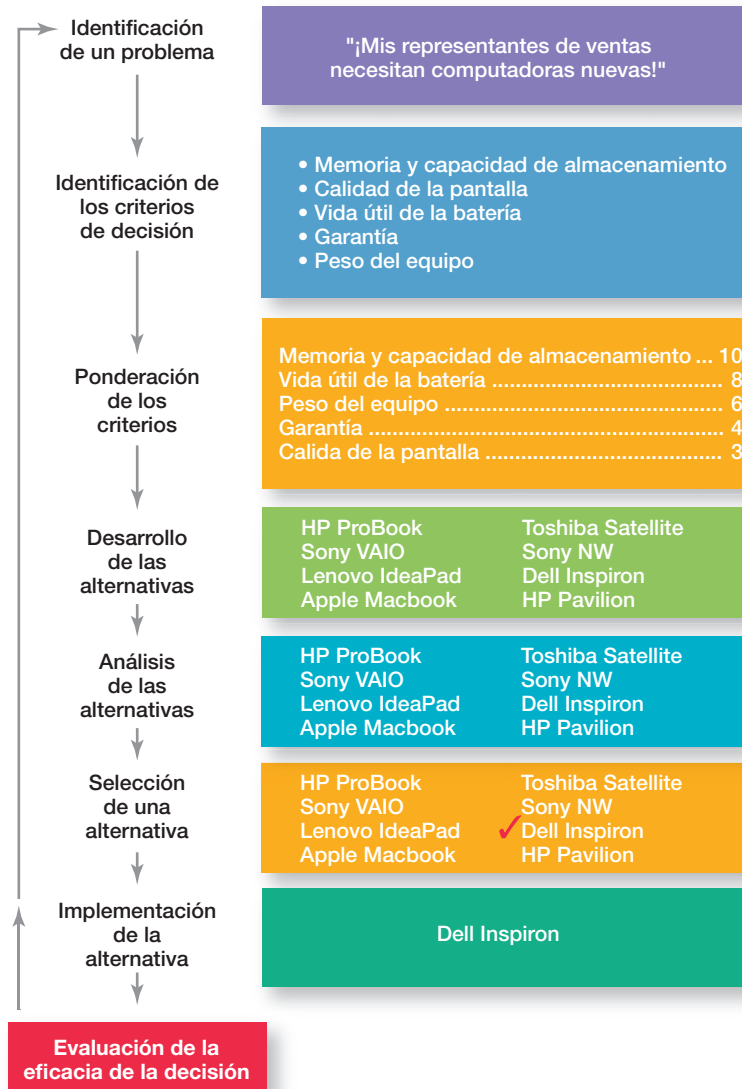 Identificación
de un problema
"¡Mis representantes de ventas
necesitan computadoras nuevas!"
Identificación de
los criterios
de decisión
• Memoria y capacidad de almacenamiento
• Calidad de la pantalla
• Vida útil de la batería
• Garantía
• Peso del equipo
Ponderación
de los
criterios
Memoria y capacidad de almacenamiento ... 10
Vida útil de la batería ....................................... 8
Peso del equipo .............................................. 6
Garantía ........................................................... 4
Calida de la pantalla ........................................ 3
Desarrollo
de las
alternativas
HP ProBook Toshiba Satellite
Sony VAIO Sony NW
Lenovo IdeaPad Dell Inspiron
Apple Macbook HP Pavilion
Análisis
de las
alternativas
HP ProBook Toshiba Satellite
Sony VAIO Sony NW
Lenovo IdeaPad Dell Inspiron
Apple Macbook HP Pavilion
Selección
de una
alternativa
HP ProBook Toshiba Satellite
Sony VAIO Sony NW
Lenovo IdeaPad ✓ Dell Inspiron
Apple Macbook HP Pavilion
Implementación
de la
alternativa
Dell Inspiron
Evaluación de la
eficacia de la decisión